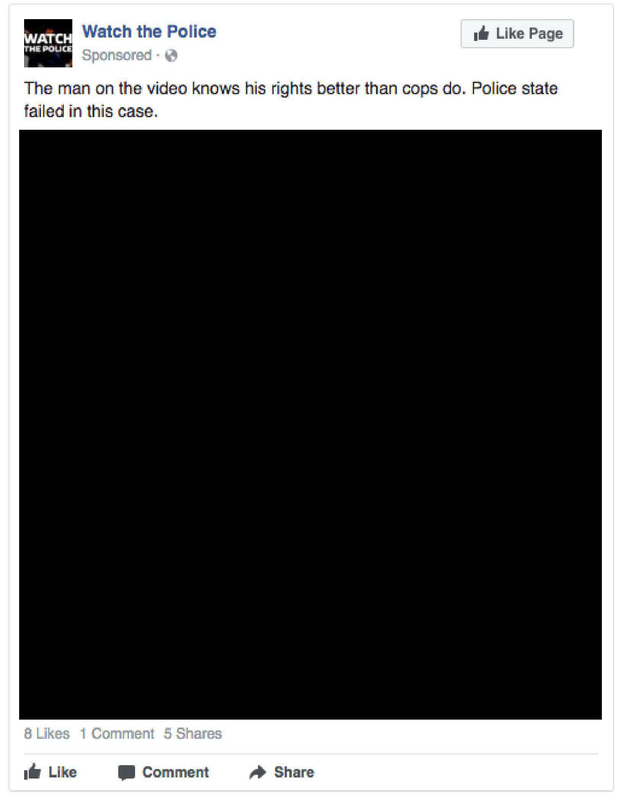 WATCH
THE POLICE
Watch the Police
Sponsored ·
Like Page
The man on the video knows his rights better than cops do. Police state
failed in this case.
8 Likes 1 Comment 5 Shares
Like Comment Share